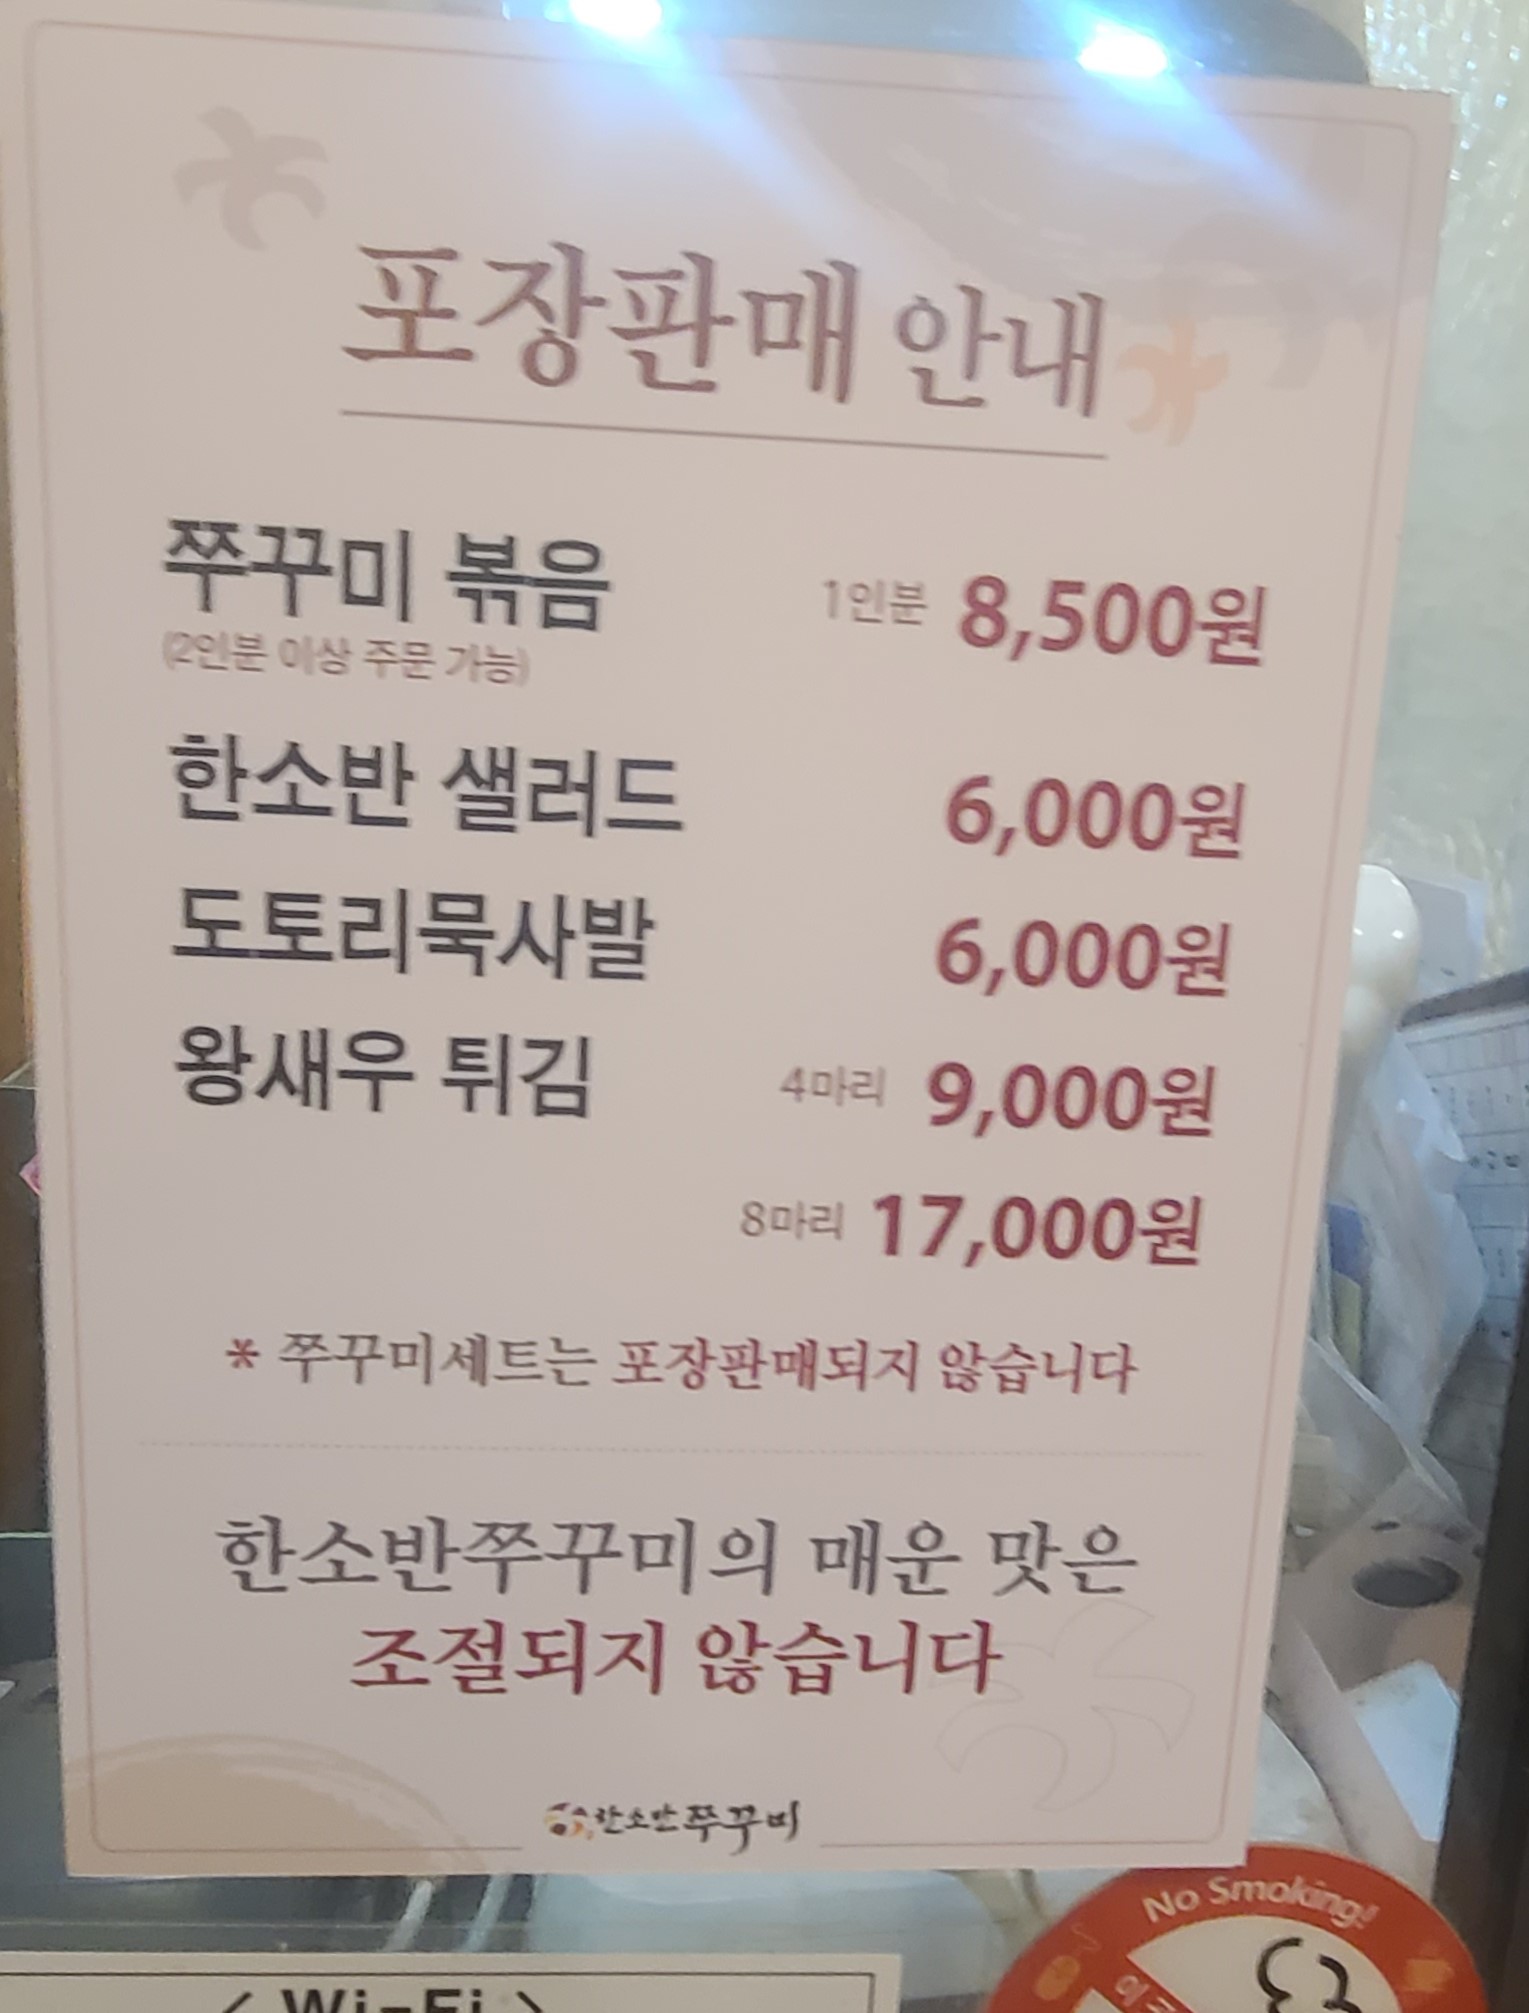 포장판매 안내
쭈꾸미 볶음 1인분 8,500원
(2인분 이상 주문 가능)
한소반 샐러드 6,000원
도토리묵사발 6,000원
왕새우 튀김 4마리 9,000원
8마리 17,000원
* 쭈꾸미세트는 포장판매되지 않습니다
한소반쭈꾸미의 매운 맛은
조절되지 않습니다
한소반쭈꾸미
No Smoking!
< Wi-Fi >